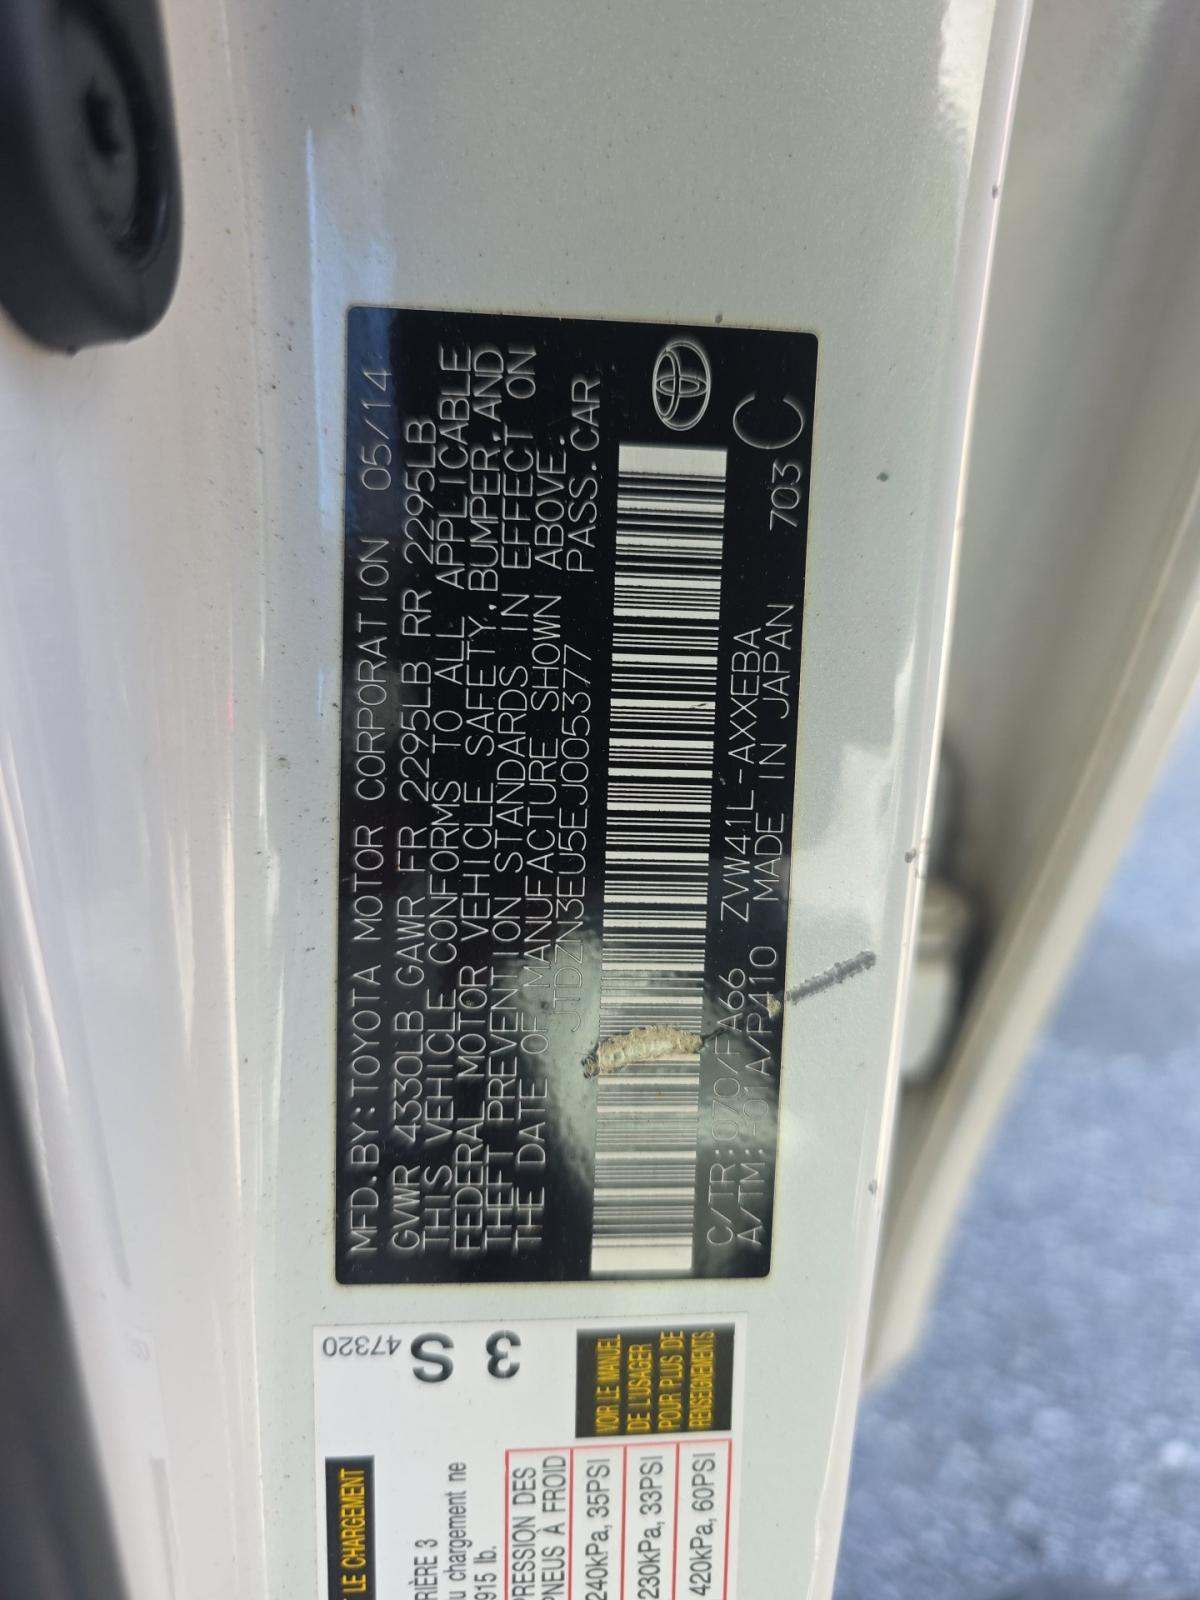 MFD.BY:TOYOTA MOTOR CORPORATION 05/14
GVWR 4330LB GAWR FR 2295LB RR 2295LB
THIS VEHICLE CONFORMS TO ALL APPLICABLE
FEDERAL MOTOR VEHICLE SAFETY, BUMPER, AND
THEFT PREVENTION STANDARDS IN EFFECT ON
THE DATE OF MANUFACTURE SHOWN ABOVE.
JTDZN3EU5EJ005377 PASS.CAR
C/TR:070/FA66 ZVW41L-AXXEBA
A/TM:-01A/P410 MADE IN JAPAN 703 C
47320
S
3
LE CHARGEMENT
RIÈRE 3
u chargement ne
915 lb.
PRESSION DES
PNEUS À FROID
240kPa, 35PSI
230kPa, 33PSI
420kPa, 60PSI
VOIR LE MANUEL
DE L'USAGER
POUR PLUS DE
RENSEIGNEMENTS